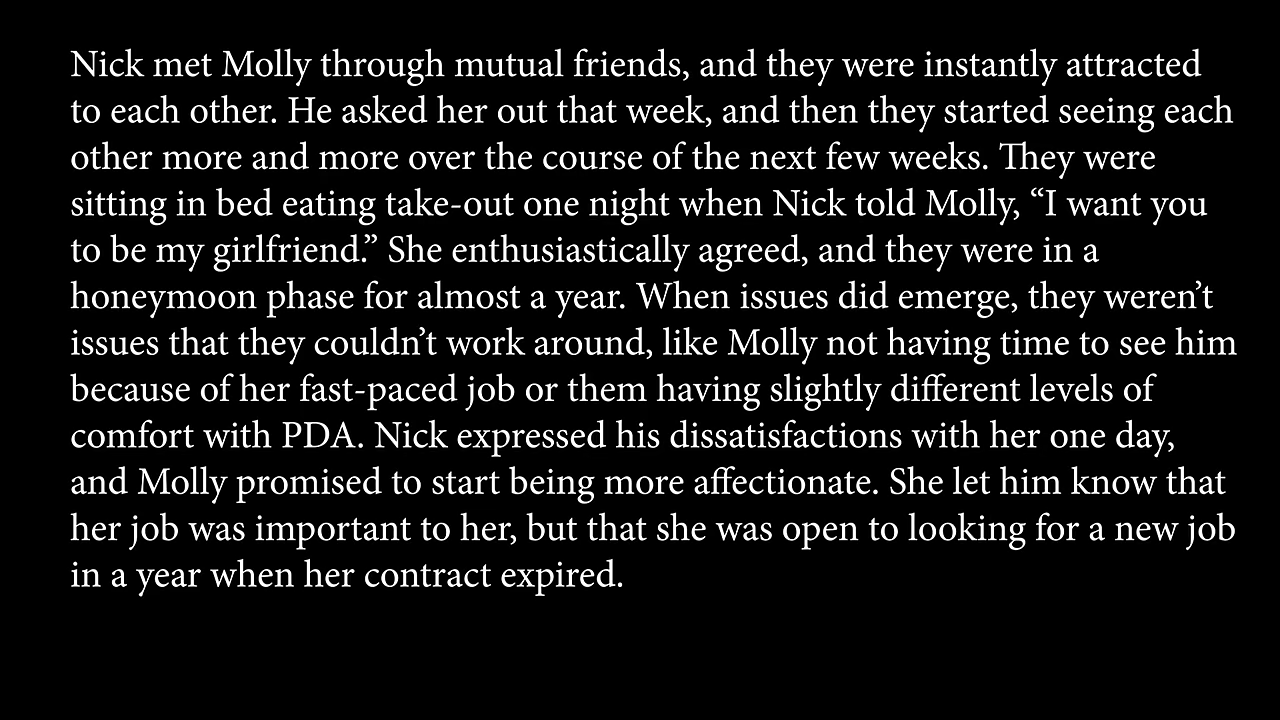 Nick met Molly through mutual friends, and they were instantly attracted
to each other. He asked her out that week, and then they started seeing each
other more and more over the course of the next few weeks. They were
sitting in bed eating take-out one night when Nick told Molly, “I want you
to be my girlfriend.” She enthusiastically agreed, and they were in a
honeymoon phase for almost a year. When issues did emerge, they weren’t
issues that they couldn’t work around, like Molly not having time to see him
because of her fast-paced job or them having slightly different levels of
comfort with PDA. Nick expressed his dissatisfactions with her one day,
and Molly promised to start being more affectionate. She let him know that
her job was important to her, but that she was open to looking for a new job
in a year when her contract expired.